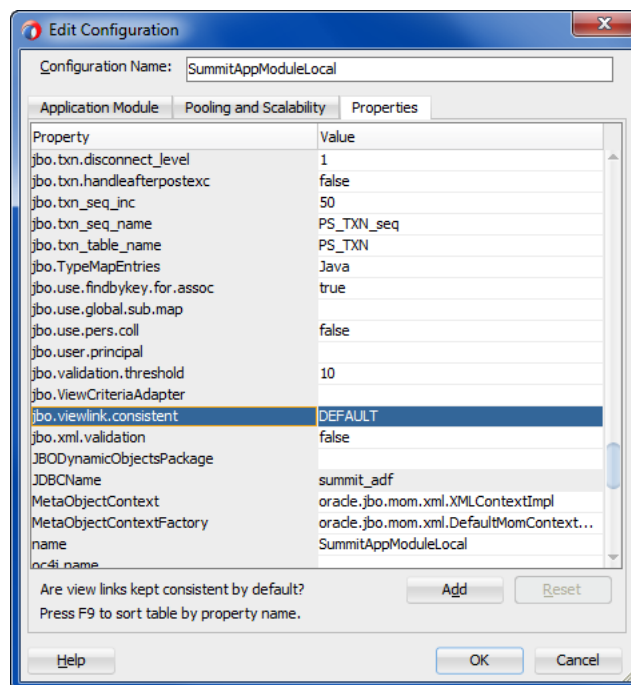 Edit Configuration
Configuration Name: SummitAppModuleLocal
Application Module Pooling and Scalability Properties
Property Value
jbo.txn.disconnect_level 1
jbo.txn.handleafterpostexc false
jbo.txn_seq_inc 50
jbo.txn_seq_name PS_TXN_seq
jbo.txn_table_name PS_TXN
jbo.TypeMapEntries Java
jbo.use.findbykey.for.assoc true
jbo.use.global.sub.map
jbo.use.pers.coll false
jbo.user.principal
jbo.validation.threshold 10
jbo.ViewCriteriaAdapter
jbo.viewlink.consistent DEFAULT
jbo.xml.validation false
JBODynamicObjectsPackage
JDBCName summit_adf
MetaObjectContext oracle.jbo.mom.xml.XMLContextImpl
MetaObjectContextFactory oracle.jbo.mom.xml.DefaultMomContext...
name SummitAppModuleLocal
oc4j.name
Are view links kept consistent by default? Add Reset
Press F9 to sort table by property name.
Help OK Cancel